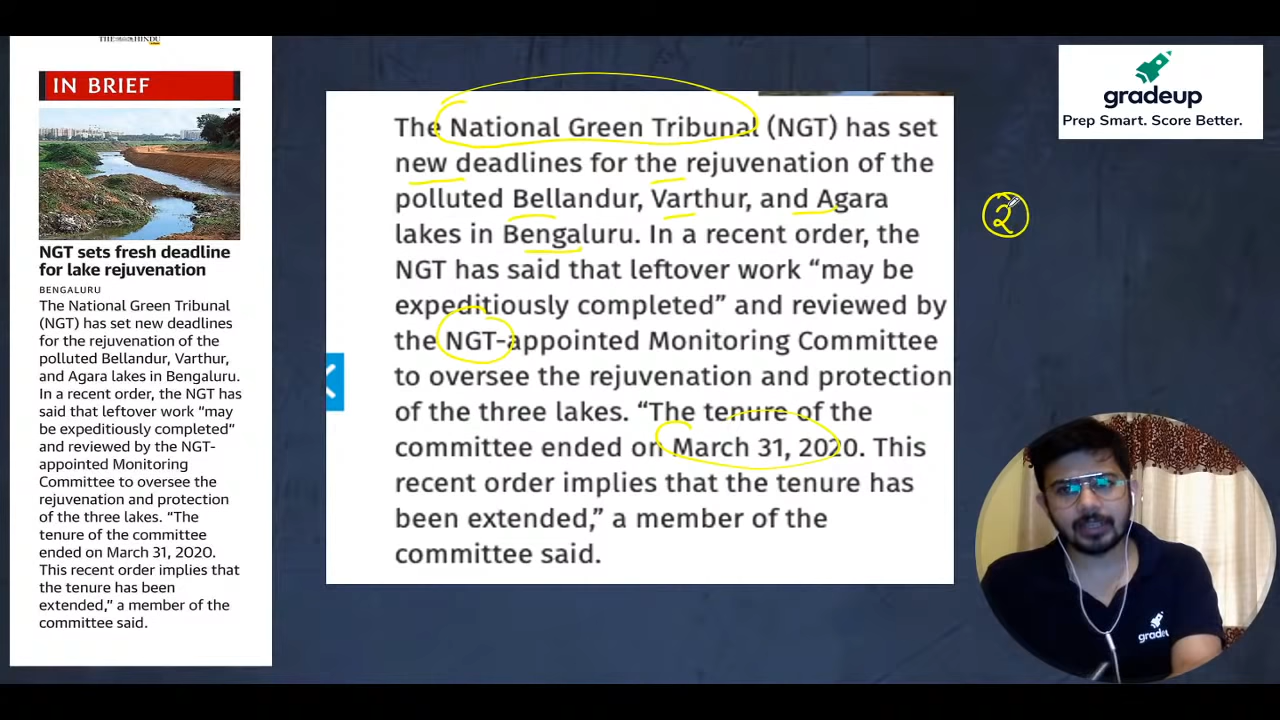 THE HINDU
IN BRIEF
NGT sets fresh deadline
for lake rejuvenation
BENGALURU
The National Green Tribunal
(NGT) has set new deadlines
for the rejuvenation of the
polluted Bellandur, Varthur,
and Agara lakes in Bengaluru.
In a recent order, the NGT has
said that leftover work “may
be expeditiously completed”
and reviewed by the NGT-
appointed Monitoring
Committee to oversee the
rejuvenation and protection
of the three lakes. “The
tenure of the committee
ended on March 31, 2020.
This recent order implies that
the tenure has been
extended,” a member of the
committee said.
The National Green Tribunal (NGT) has set
new deadlines for the rejuvenation of the
polluted Bellandur, Varthur, and Agara
lakes in Bengaluru. In a recent order, the
NGT has said that leftover work “may be
expeditiously completed” and reviewed by
the NGT-appointed Monitoring Committee
to oversee the rejuvenation and protection
of the three lakes. “The tenure of the
committee ended on March 31, 2020. This
recent order implies that the tenure has
been extended,” a member of the
committee said.
2
gradeup
Prep Smart. Score Better.
gradeup